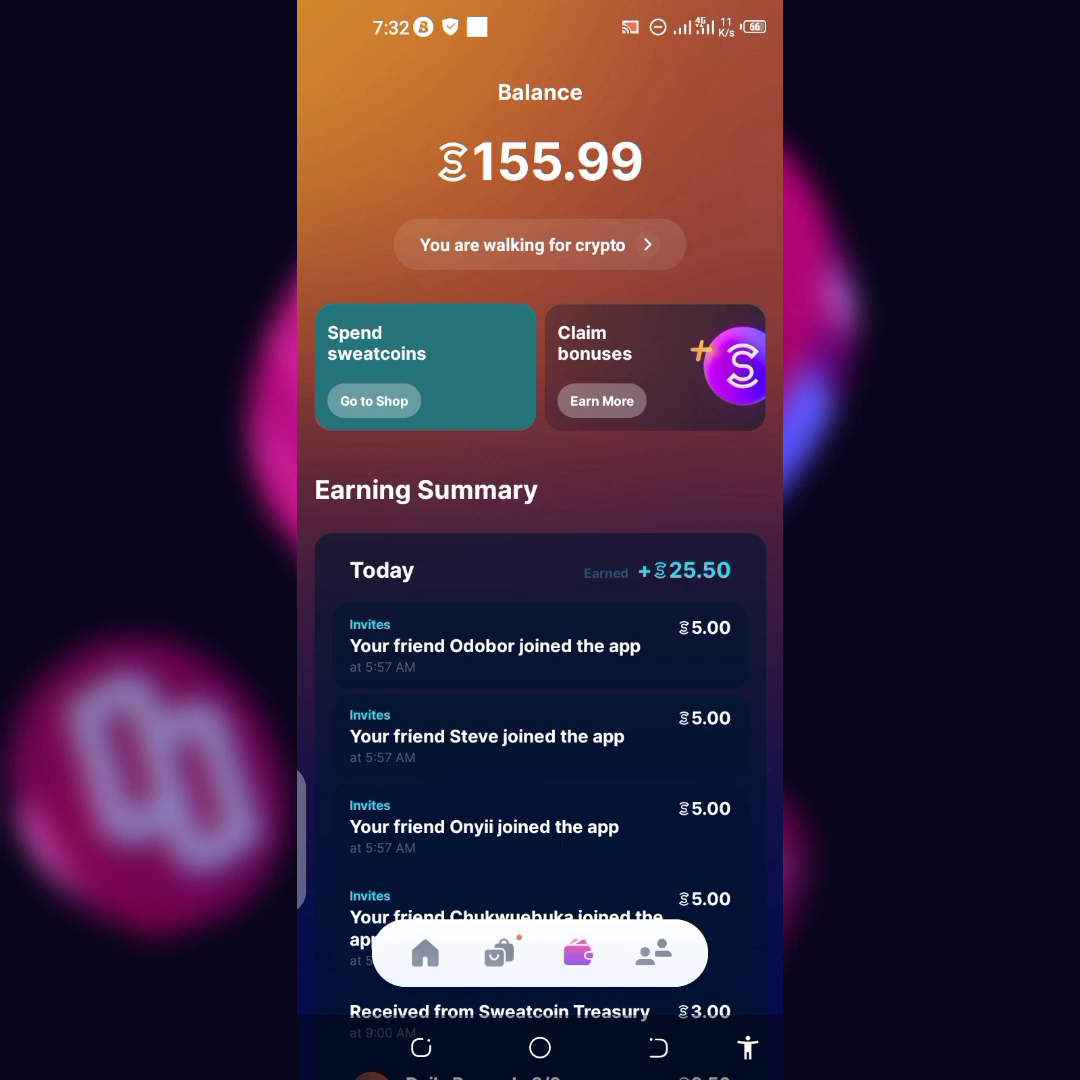 7:32
4G 11 K/s 66
Balance
155.99
You are walking for crypto
Spend
sweatcoins
Go to Shop
Claim
bonuses
Earn More
Earning Summary
Today Earned +25.50
Invites
Your friend Odobor joined the app 5.00
at 5:57 AM
Invites
Your friend Steve joined the app 5.00
at 5:57 AM
Invites
Your friend Onyii joined the app 5.00
at 5:57 AM
Invites
Your friend Chukwuebuka joined the 5.00
Received from Sweatcoin Treasury 3.00
at 9:00 AM